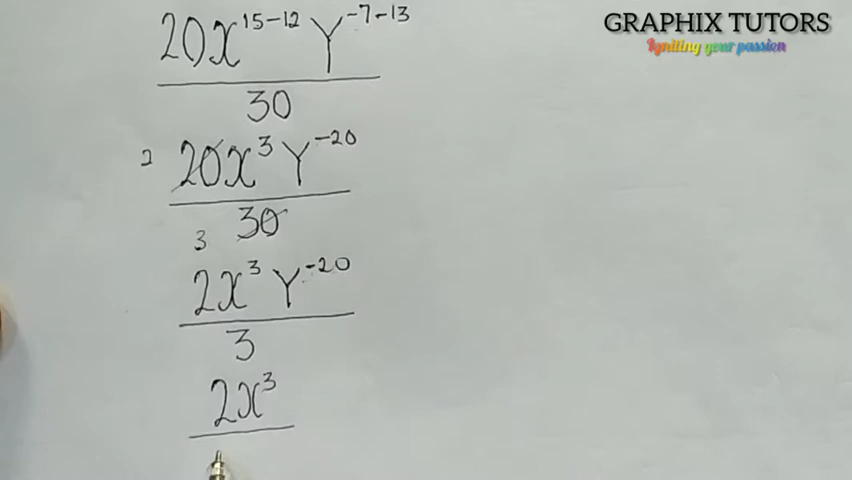 GRAPHIX TUTORS
Igniting your passion
20x^{15-12} Y^{-7-13}
30
2
20x^3 Y^{-20}
3 30
2x^3 Y^{-20}
3
2x^3